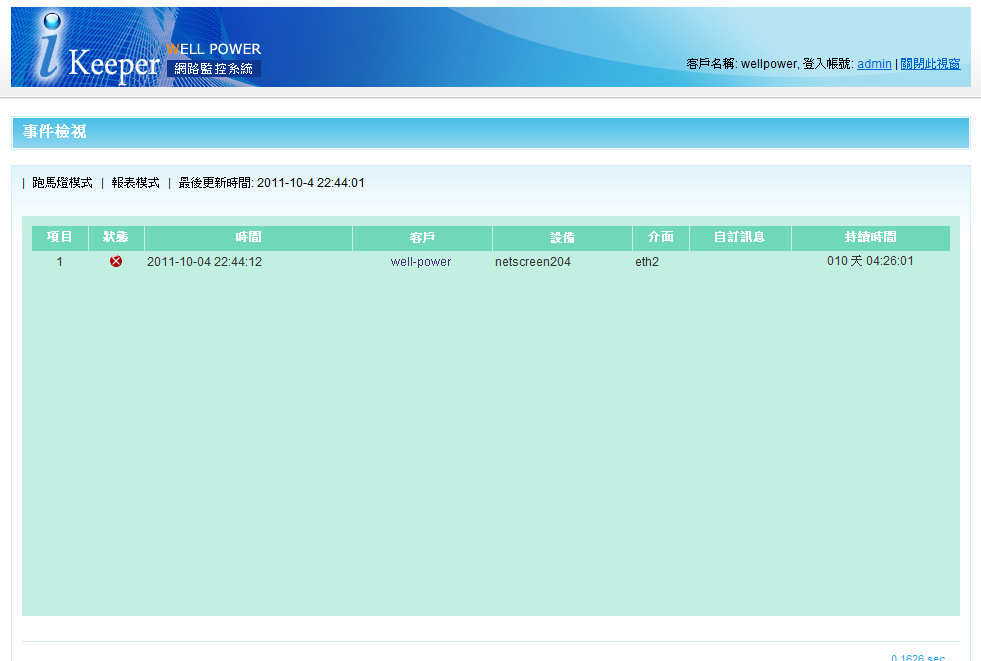 iKeeper
WELL POWER
網路監控系統
客戶名稱: wellpower, 登入帳號: admin | 關閉此視窗
事件檢視
| 跑馬燈模式 | 報表模式 | 最後更新時間: 2011-10-4 22:44:01
項目 狀態 時間 客戶 設備 介面 自訂訊息 持續時間
1 2011-10-04 22:44:12 well-power netscreen204 eth2 010 天 04:26:01
0.1626 sec